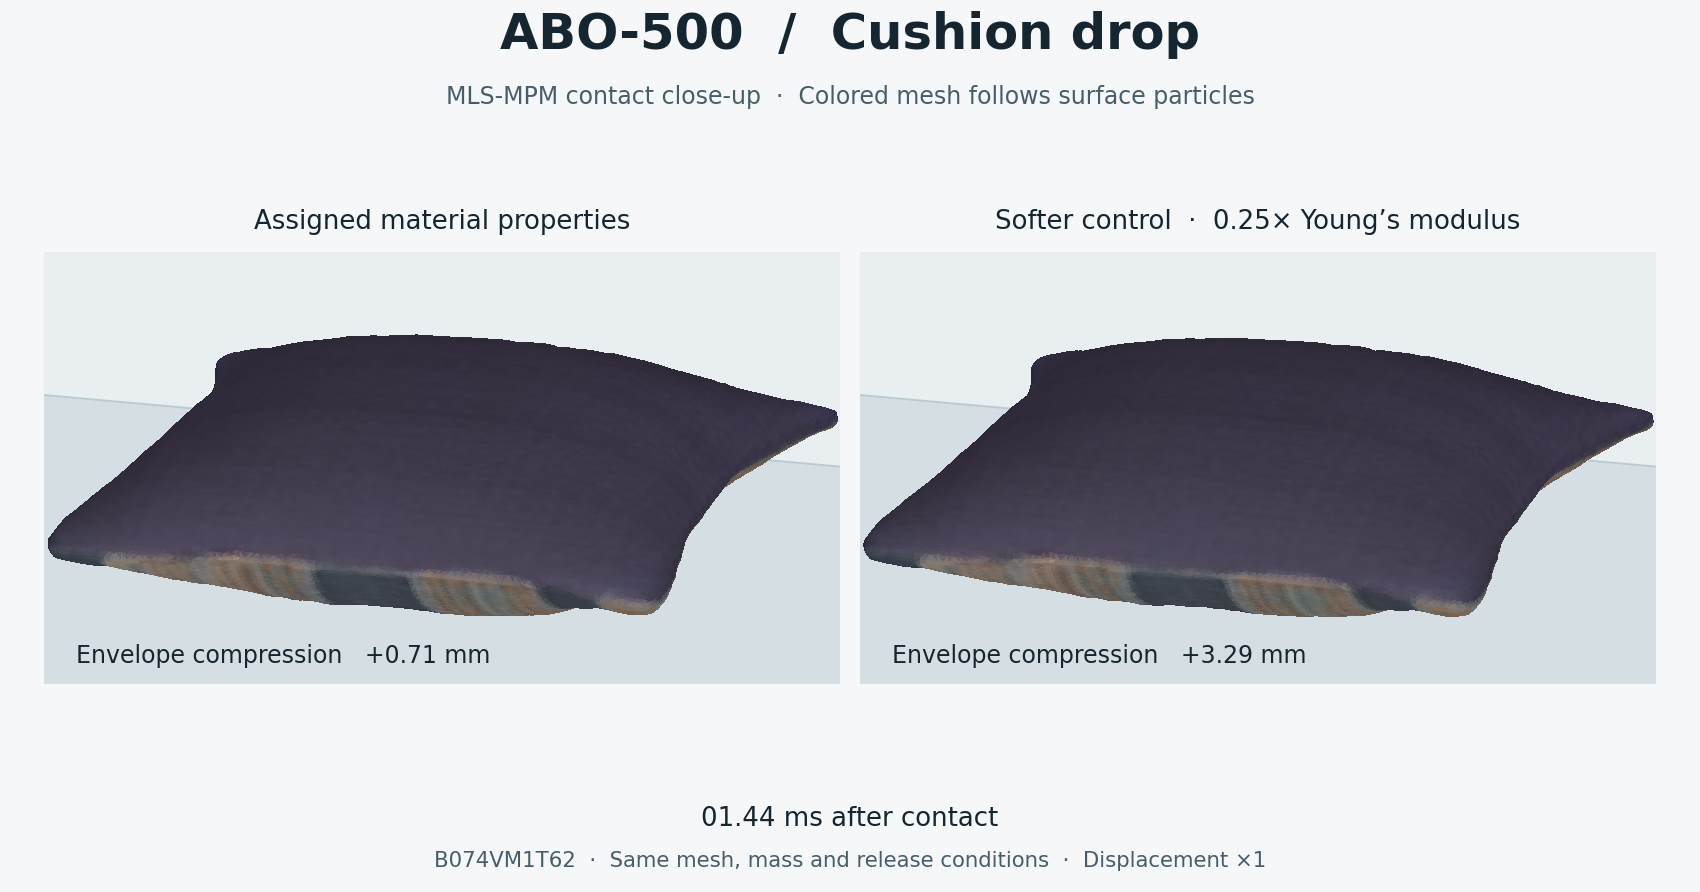 ABO-500 / Cushion drop
MLS-MPM contact close-up · Colored mesh follows surface particles
Assigned material properties
Softer control · 0.25× Young’s modulus
Envelope compression +0.71 mm
Envelope compression +3.29 mm
01.44 ms after contact
B074VM1T62 · Same mesh, mass and release conditions · Displacement ×1